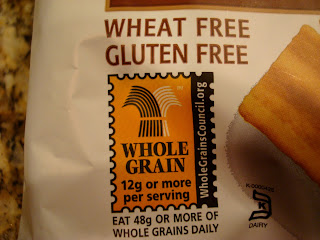 WHEAT FREE
GLUTEN FREE
TM
WHOLE
GRAIN
12g or more
per serving
WholeGrainsCouncil.org
EAT 48g OR MORE OF
WHOLE GRAINS DAILY
DAIRY